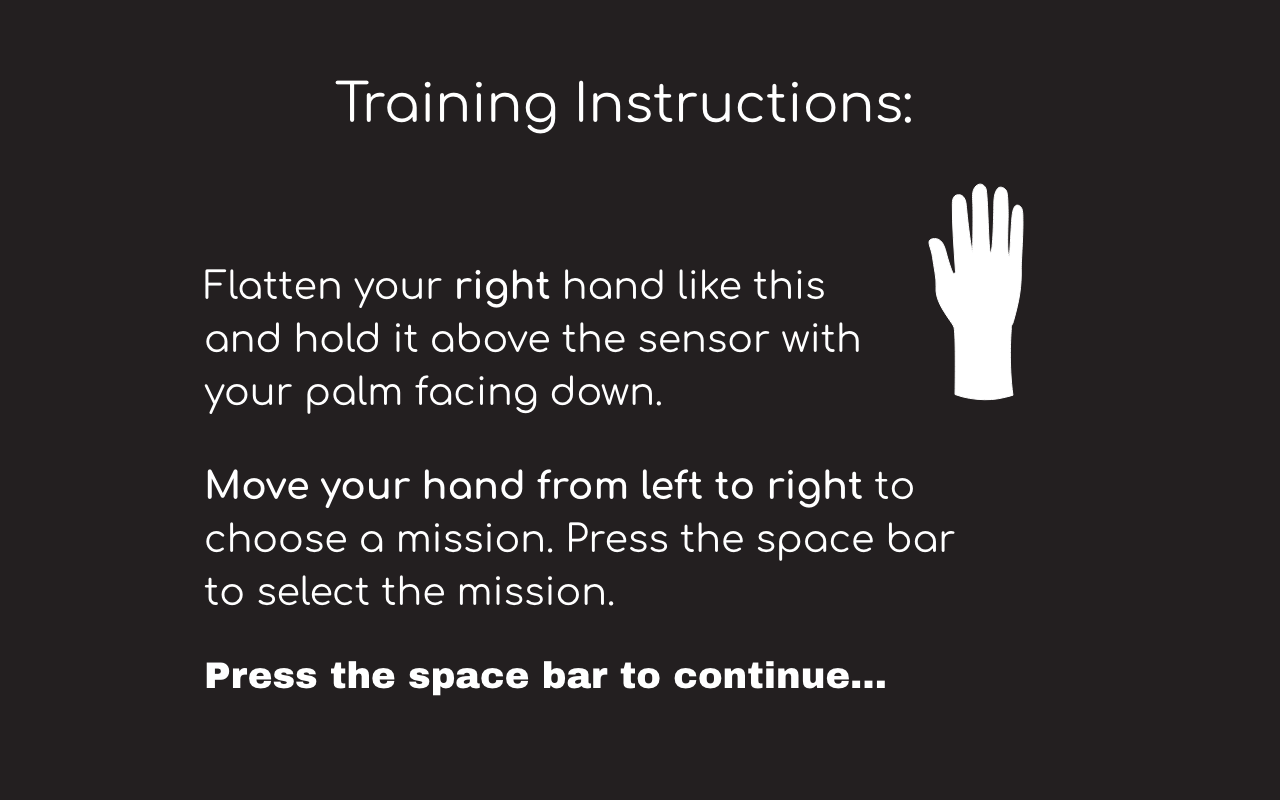 Training Instructions:
Flatten your right hand like this
and hold it above the sensor with
your palm facing down.
Move your hand from left to right to
choose a mission. Press the space bar
to select the mission.
Press the space bar to continue...